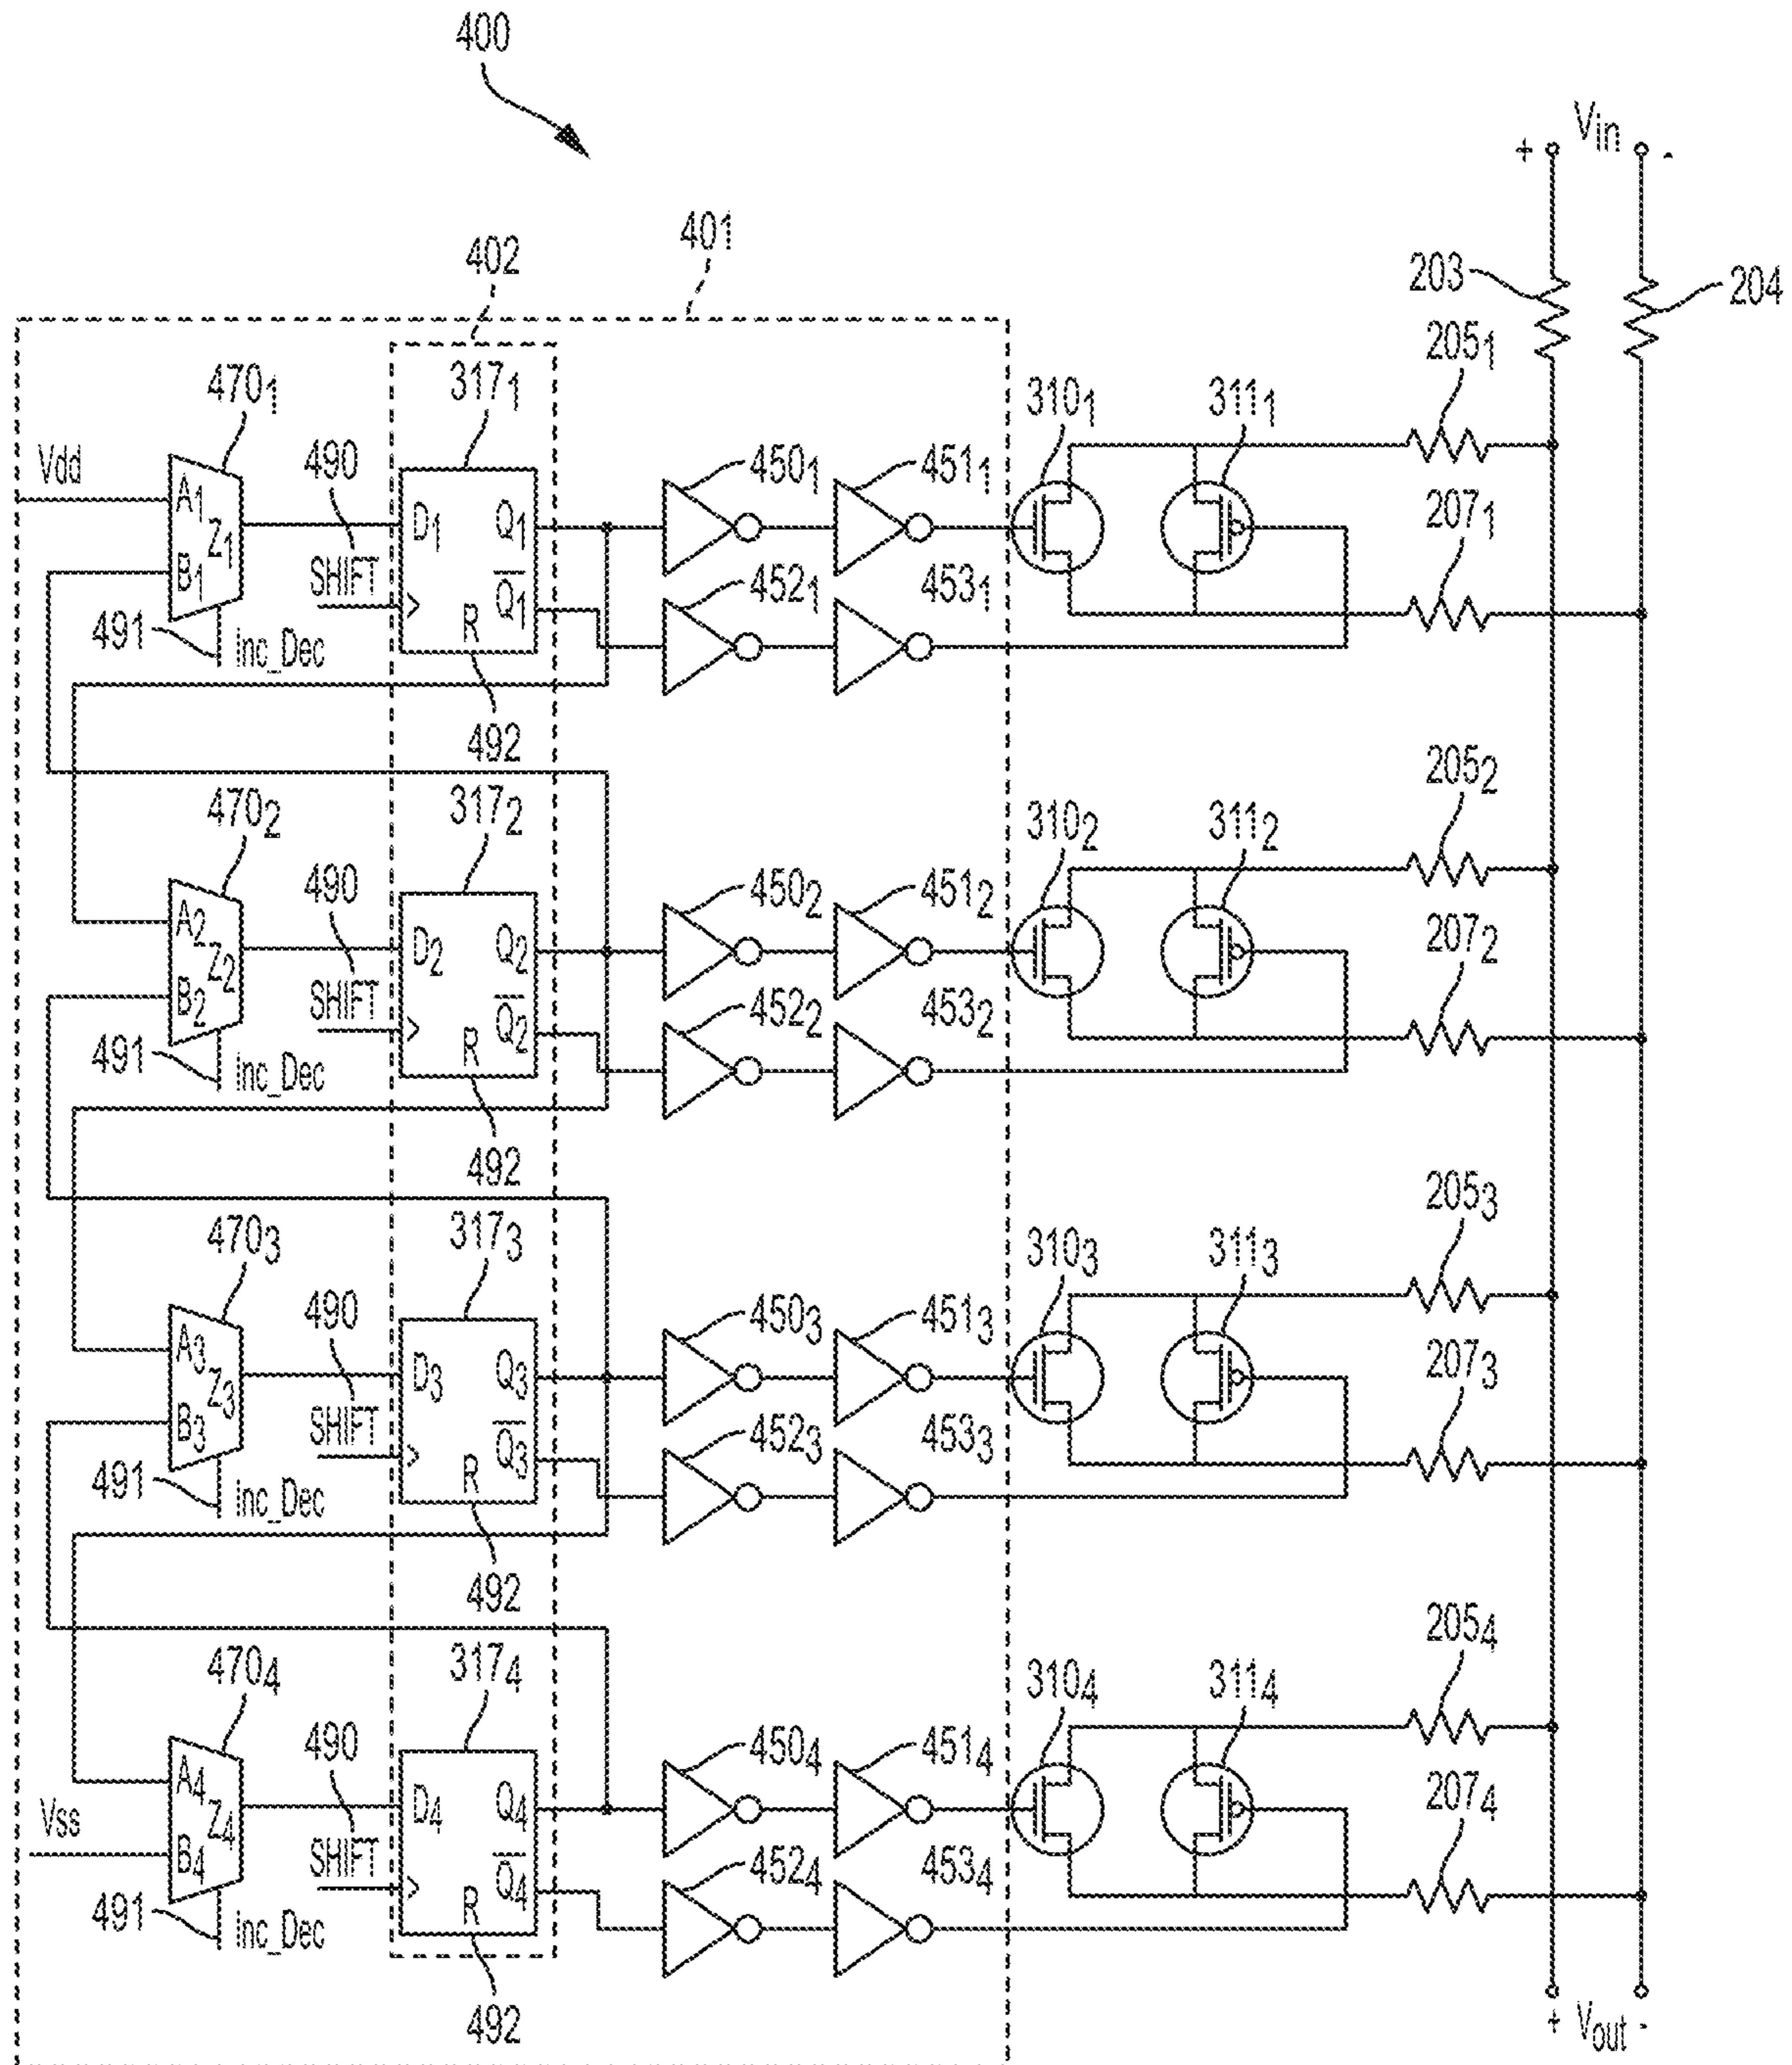 400
Vin
+ -
401
402
203
204
205₁
470₁
317₁
310₁
311₁
Vdd
490
450₁
451₁
A₁
Z₁
B₁
D₁
Q₁
207₁
SHIFT
452₁
453₁
Q̅₁
R
491
Inc_Dec
492
205₂
470₂
317₂
310₂
311₂
490
450₂
451₂
A₂
Z₂
B₂
D₂
Q₂
207₂
SHIFT
452₂
453₂
Q̅₂
R
491
Inc_Dec
492
205₃
470₃
317₃
310₃
311₃
490
450₃
451₃
A₃
Z₃
B₃
D₃
Q₃
207₃
SHIFT
452₃
453₃
Q̅₃
R
491
Inc_Dec
492
205₄
470₄
317₄
310₄
311₄
490
450₄
451₄
A₄
Z₄
B₄
Vss
D₄
Q₄
207₄
SHIFT
452₄
453₄
Q̅₄
R
491
Inc_Dec
492
+ Vout -